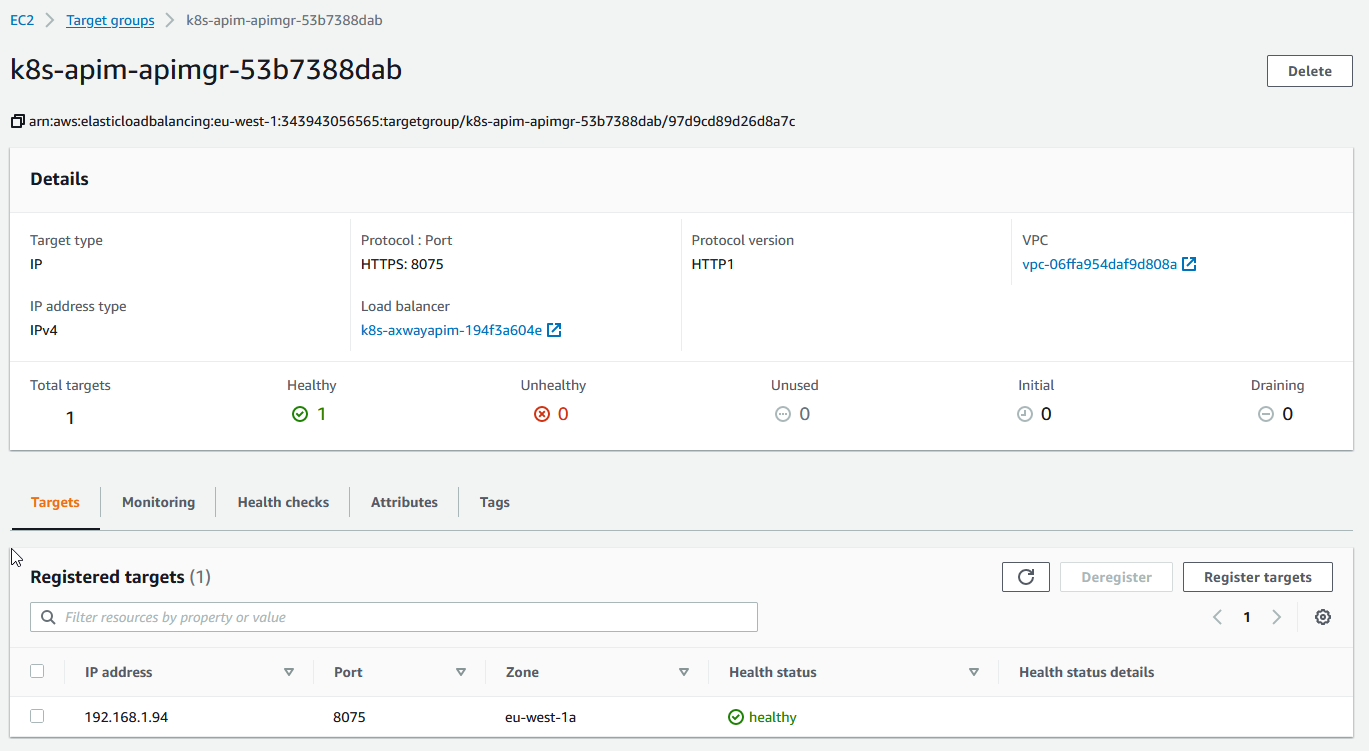 EC2 > Target groups > k8s-apim-apimgr-53b7388dab
k8s-apim-apimgr-53b7388dab
Delete
arn:aws:elasticloadbalancing:eu-west-1:343943056565:targetgroup/k8s-apim-apimgr-53b7388dab/97d9cd89d26d8a7c
Details
Target type
IP
Protocol : Port
HTTPS: 8075
Protocol version
HTTP1
VPC
vpc-06ffa954daf9d808a
IP address type
IPv4
Load balancer
k8s-axwayapim-194f3a604e
Total targets
1
Healthy
1
Unhealthy
0
Unused
0
Initial
0
Draining
0
Targets Monitoring Health checks Attributes Tags
Registered targets (1)
Deregister Register targets
Filter resources by property or value
1
IP address Port Zone Health status Health status details
192.168.1.94 8075 eu-west-1a healthy